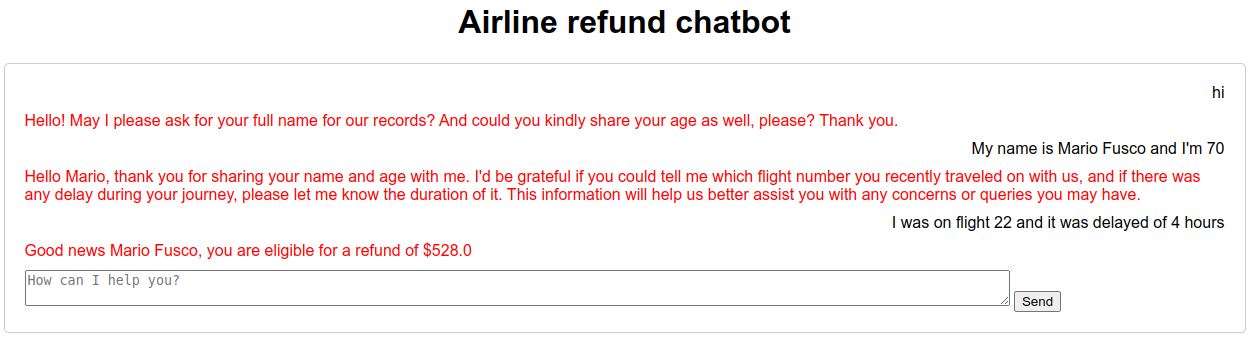 Airline refund chatbot
hi
Hello! May I please ask for your full name for our records? And could you kindly share your age as well, please? Thank you.
My name is Mario Fusco and I'm 70
Hello Mario, thank you for sharing your name and age with me. I'd be grateful if you could tell me which flight number you recently traveled on with us, and if there was
any delay during your journey, please let me know the duration of it. This information will help us better assist you with any concerns or queries you may have.
I was on flight 22 and it was delayed of 4 hours
Good news Mario Fusco, you are eligible for a refund of $528.0
How can I help you?
Send